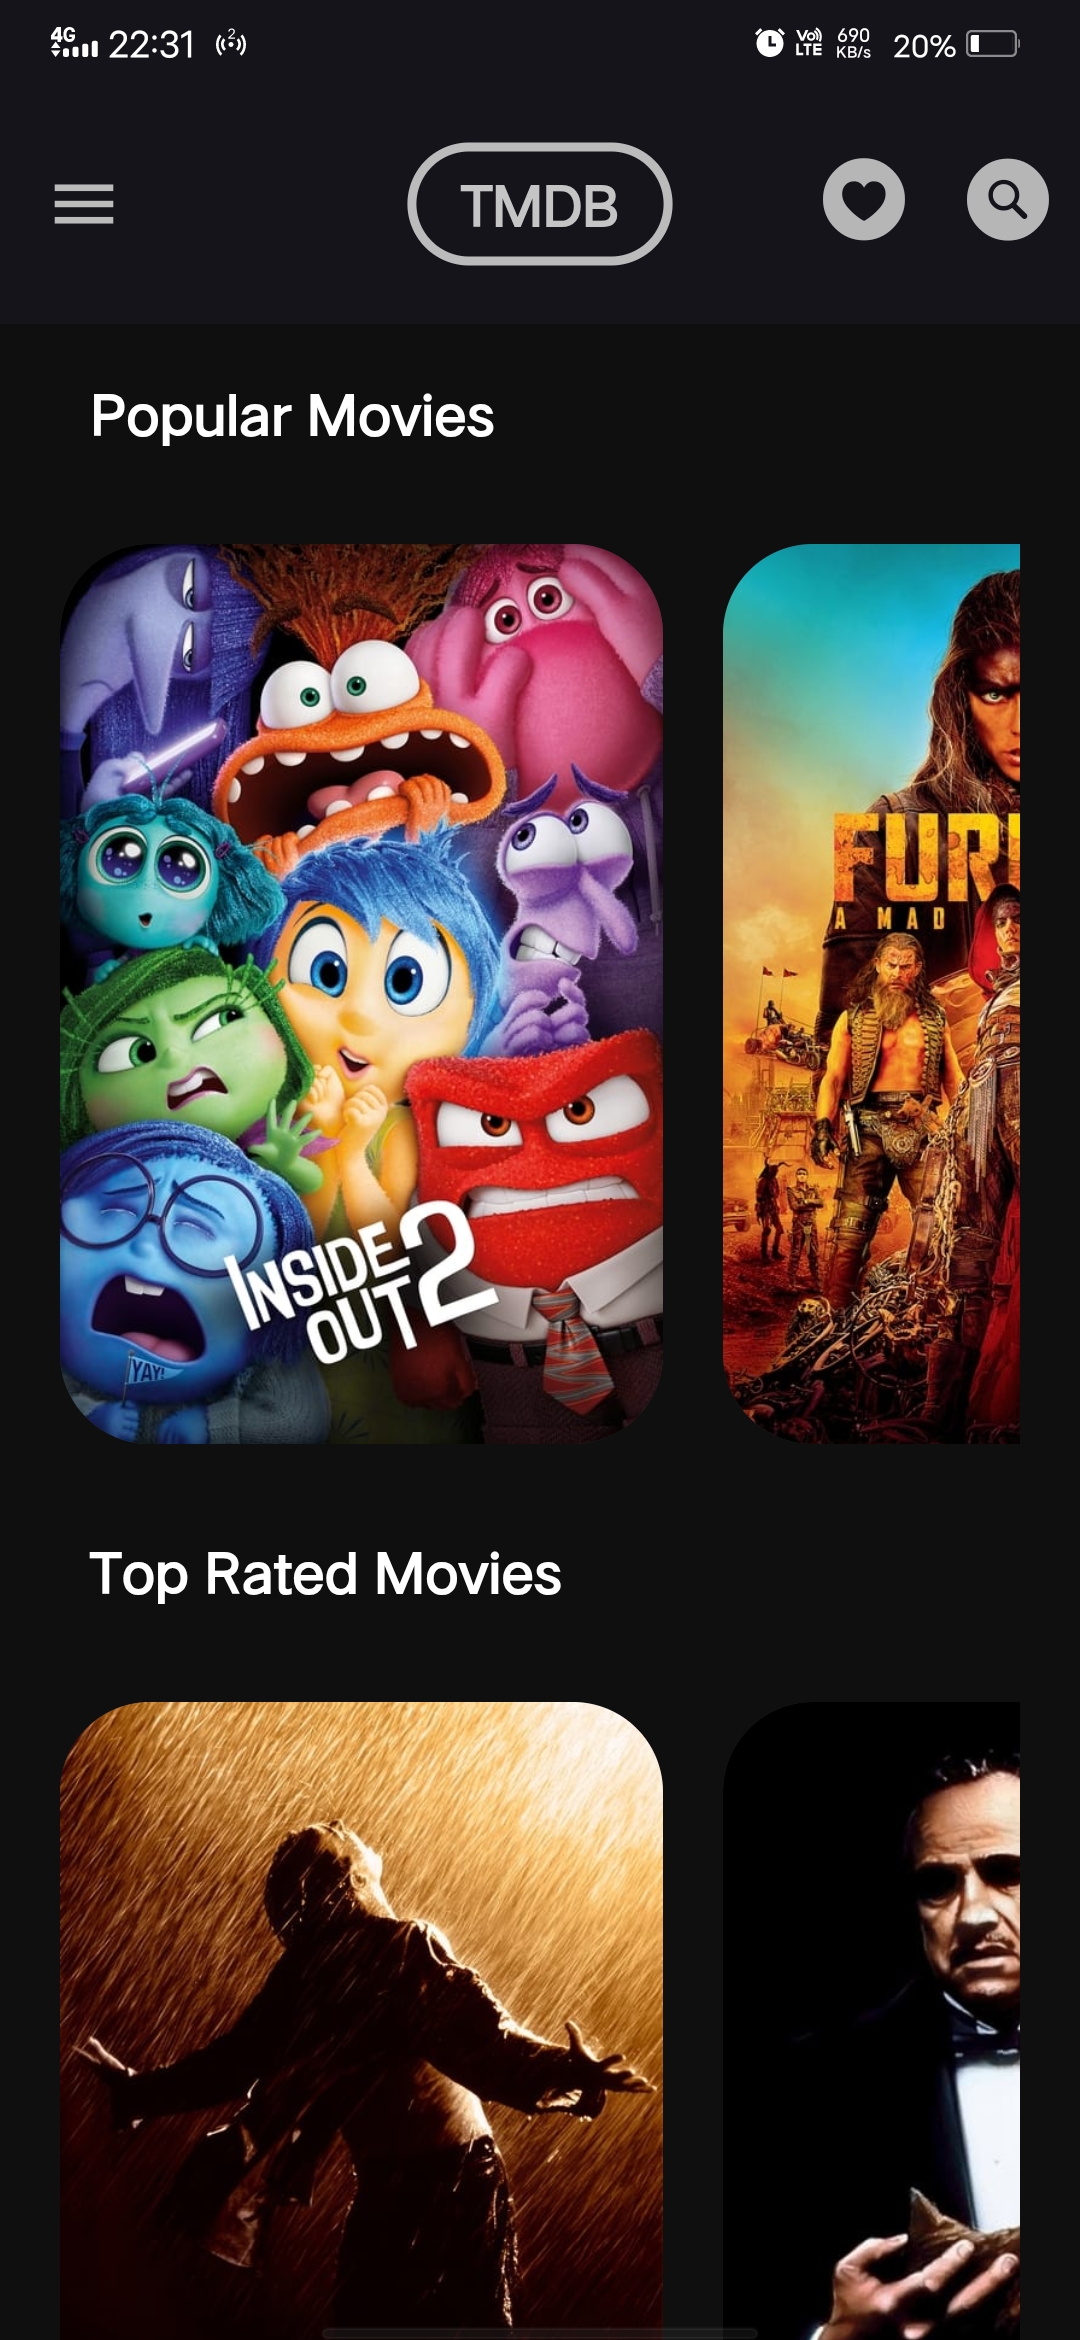 4G 22:31 2 Vo) LTE 690 KB/s 20%
TMDB
Popular Movies
FURI
A MAD
YAY!
INSIDE
OUT 2
Top Rated Movies